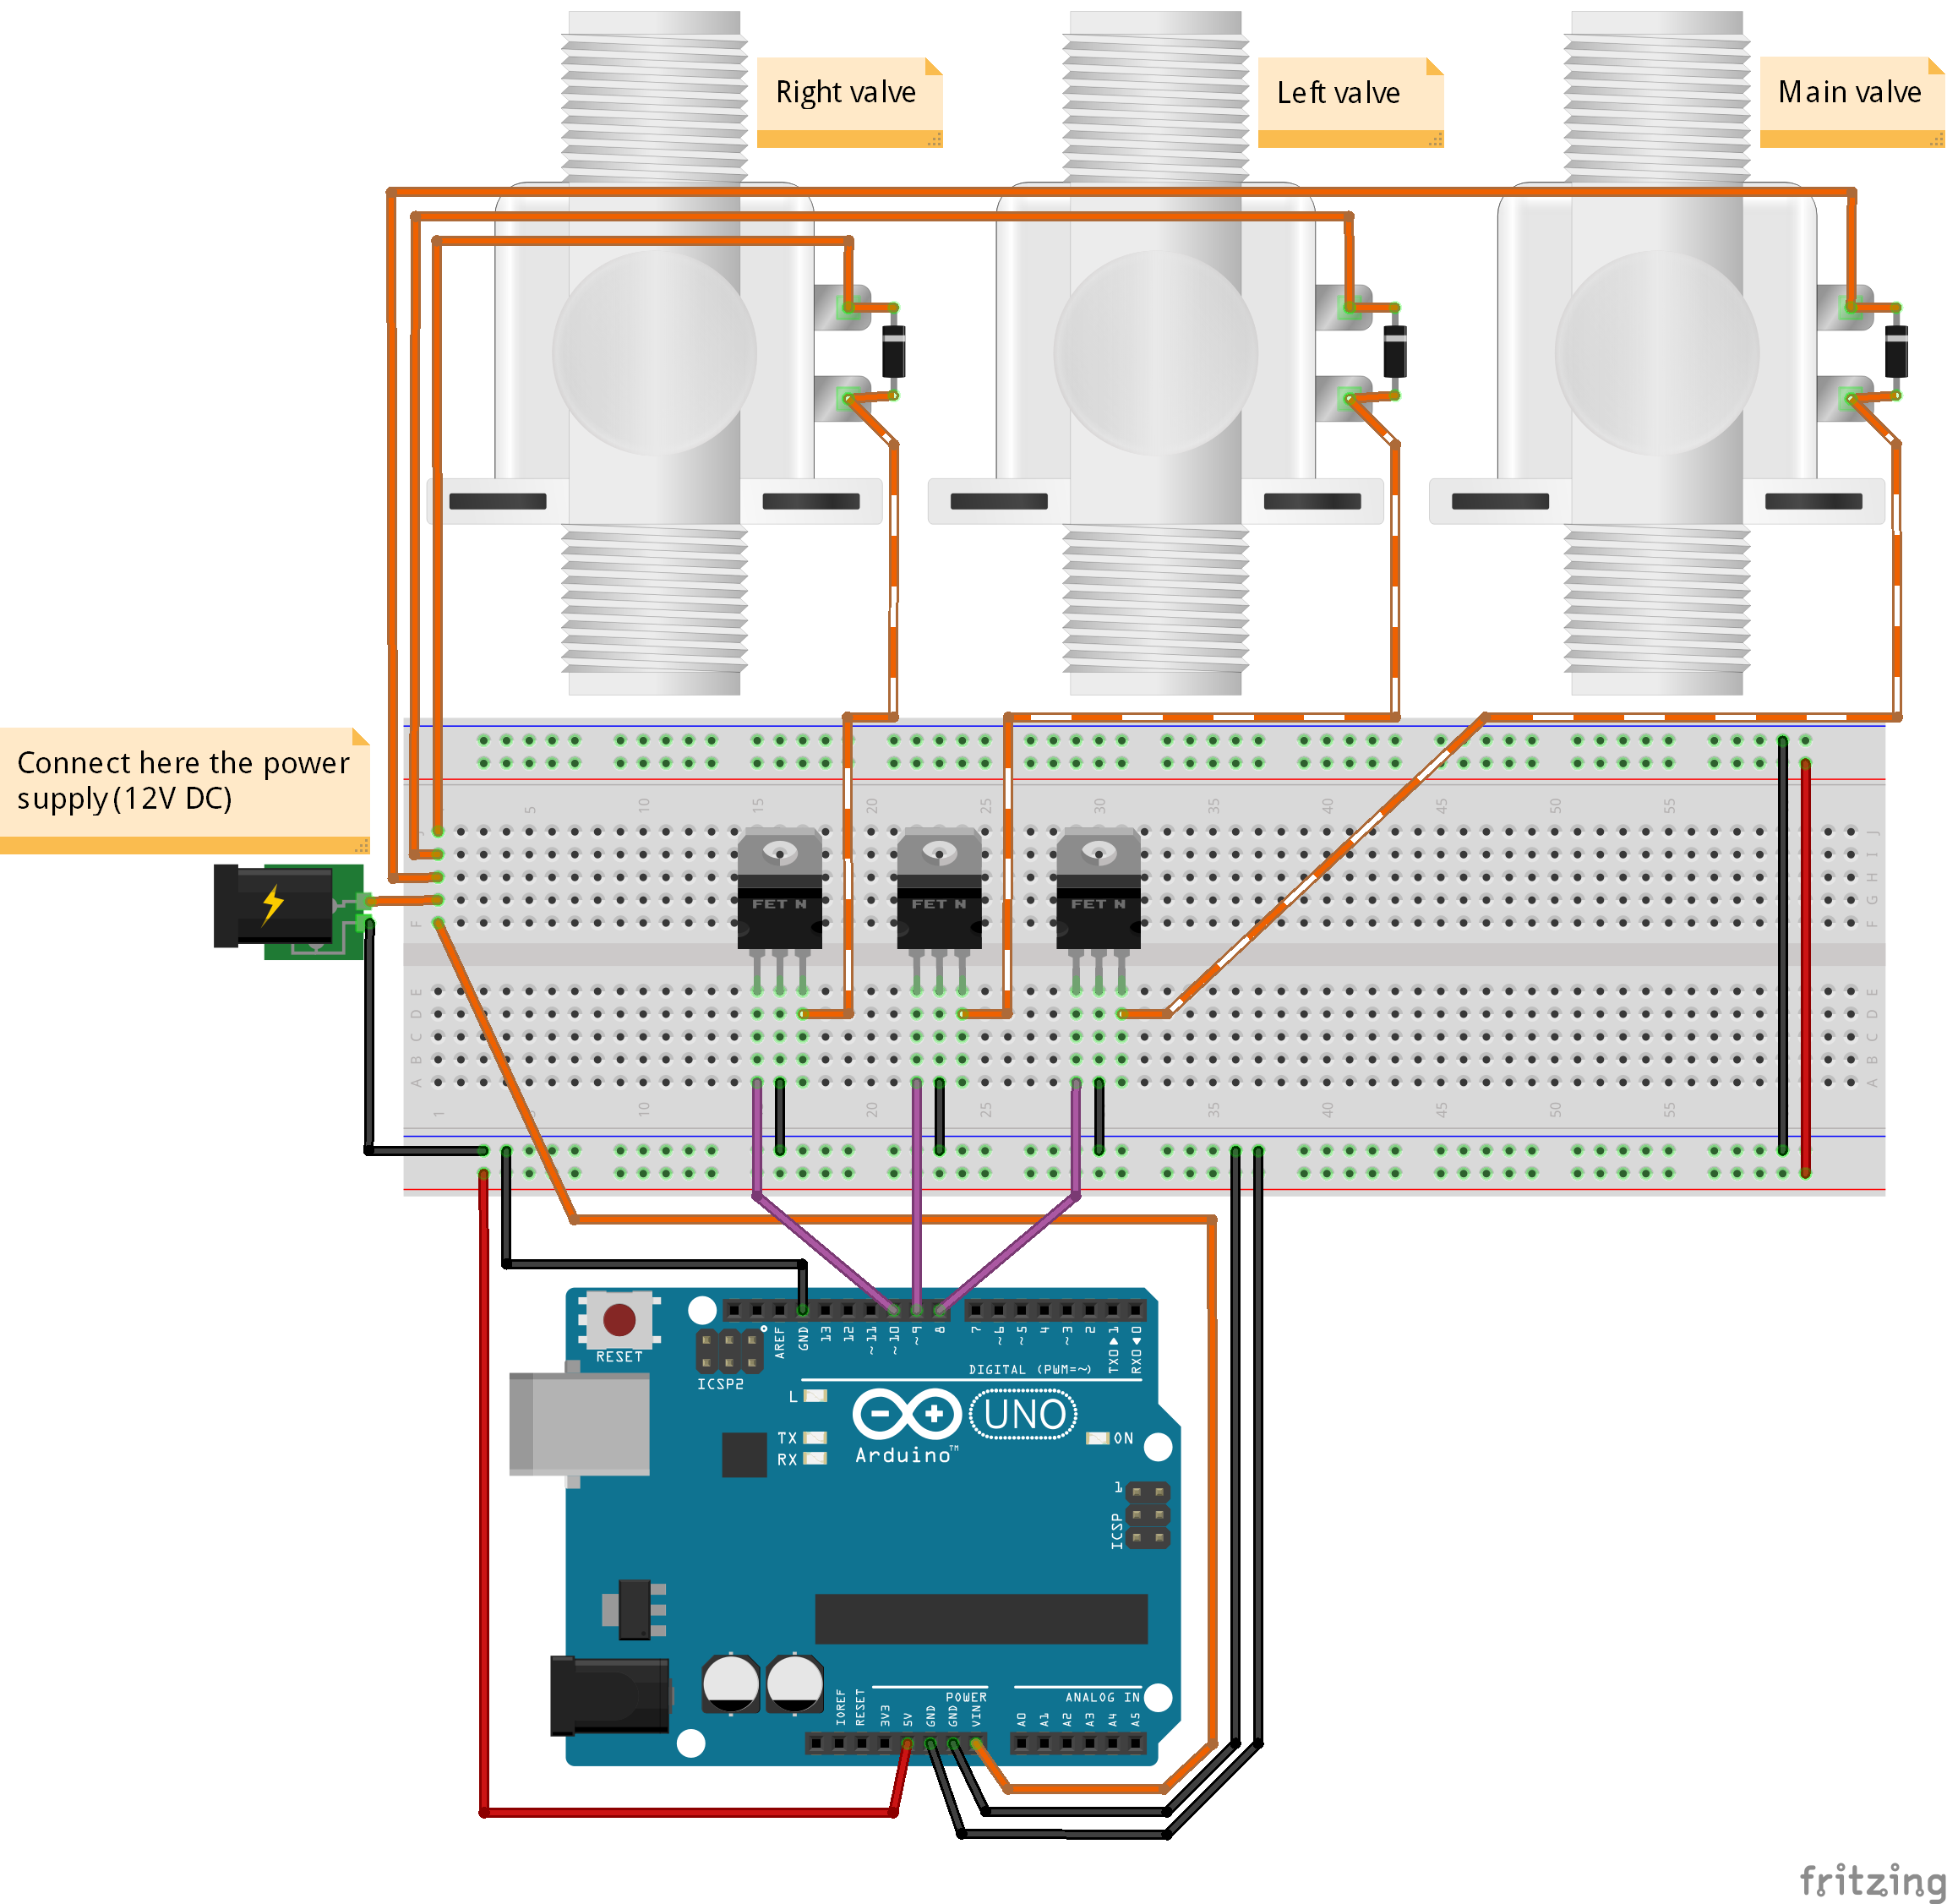 Right valve
Left valve
Main valve
Connect here the power
supply (12V DC)
5 10 15 20 25 30 35 40 45 50 55
J J
I
H
G
F F
FET N FET N FET N
E E
D D
C C
B B
A A
1 10 20 25 35 40 45 50 55
RESET
ICSP2
AREF GND 13 12 ~11 ~10 ~9 8 7 ~6 ~5 4 ~3 2 TX0▶1 RX0◀0
DIGITAL (PWM=~)
L
TX
RX
UNO
Arduino™
ON
1
ICSP
IOREF RESET 3V3 5V GND GND VIN
POWER
ANALOG IN
A0 A1 A2 A3 A4 A5
fritzing